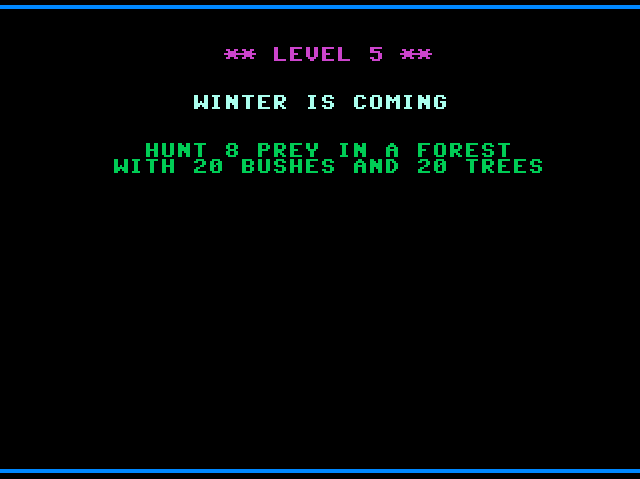 ** LEVEL 5 **
WINTER IS COMING
HUNT 8 PREY IN A FOREST
WITH 20 BUSHES AND 20 TREES